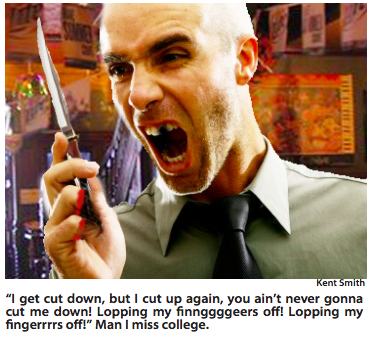 Kent Smith
“I get cut down, but I cut up again, you ain’t never gonna
cut me down! Lopping my finnggggeers off! Lopping my
fingerrrrs off!” Man I miss college.